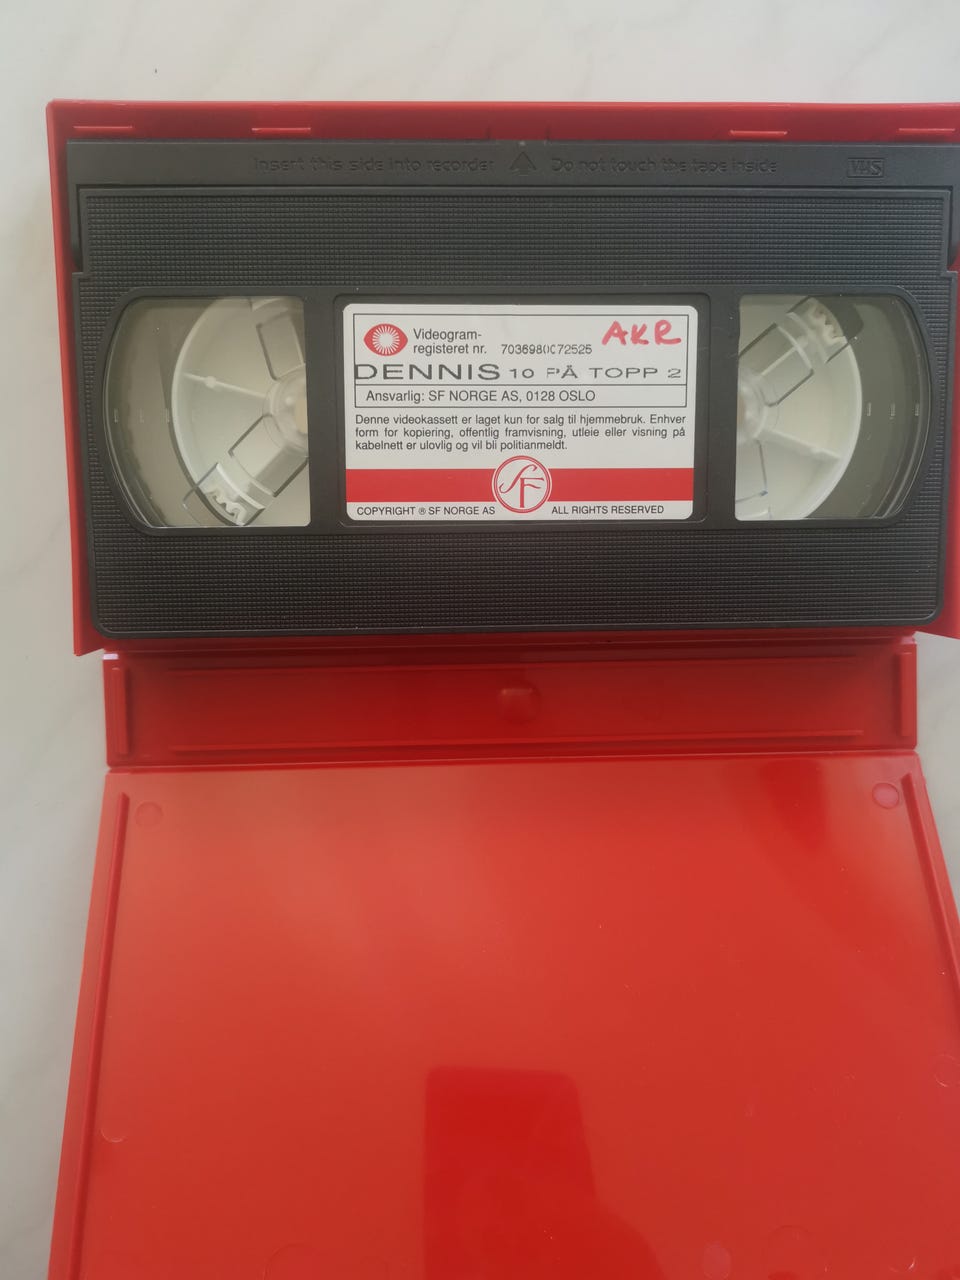 Insert this side into recorder Do not touch the tape inside VHS
AKR
Videogram-
registeret nr. 7036980072525
DENNIS 10 PÅ TOPP 2
Ansvarlig: SF NORGE AS, 0128 OSLO
Denne videokassett er laget kun for salg til hjemmebruk. Enhver
form for kopiering, offentlig framvisning, utleie eller visning på
kabelnett er ulovlig og vil bli politianmeldt.
SF
COPYRIGHT ® SF NORGE AS ALL RIGHTS RESERVED